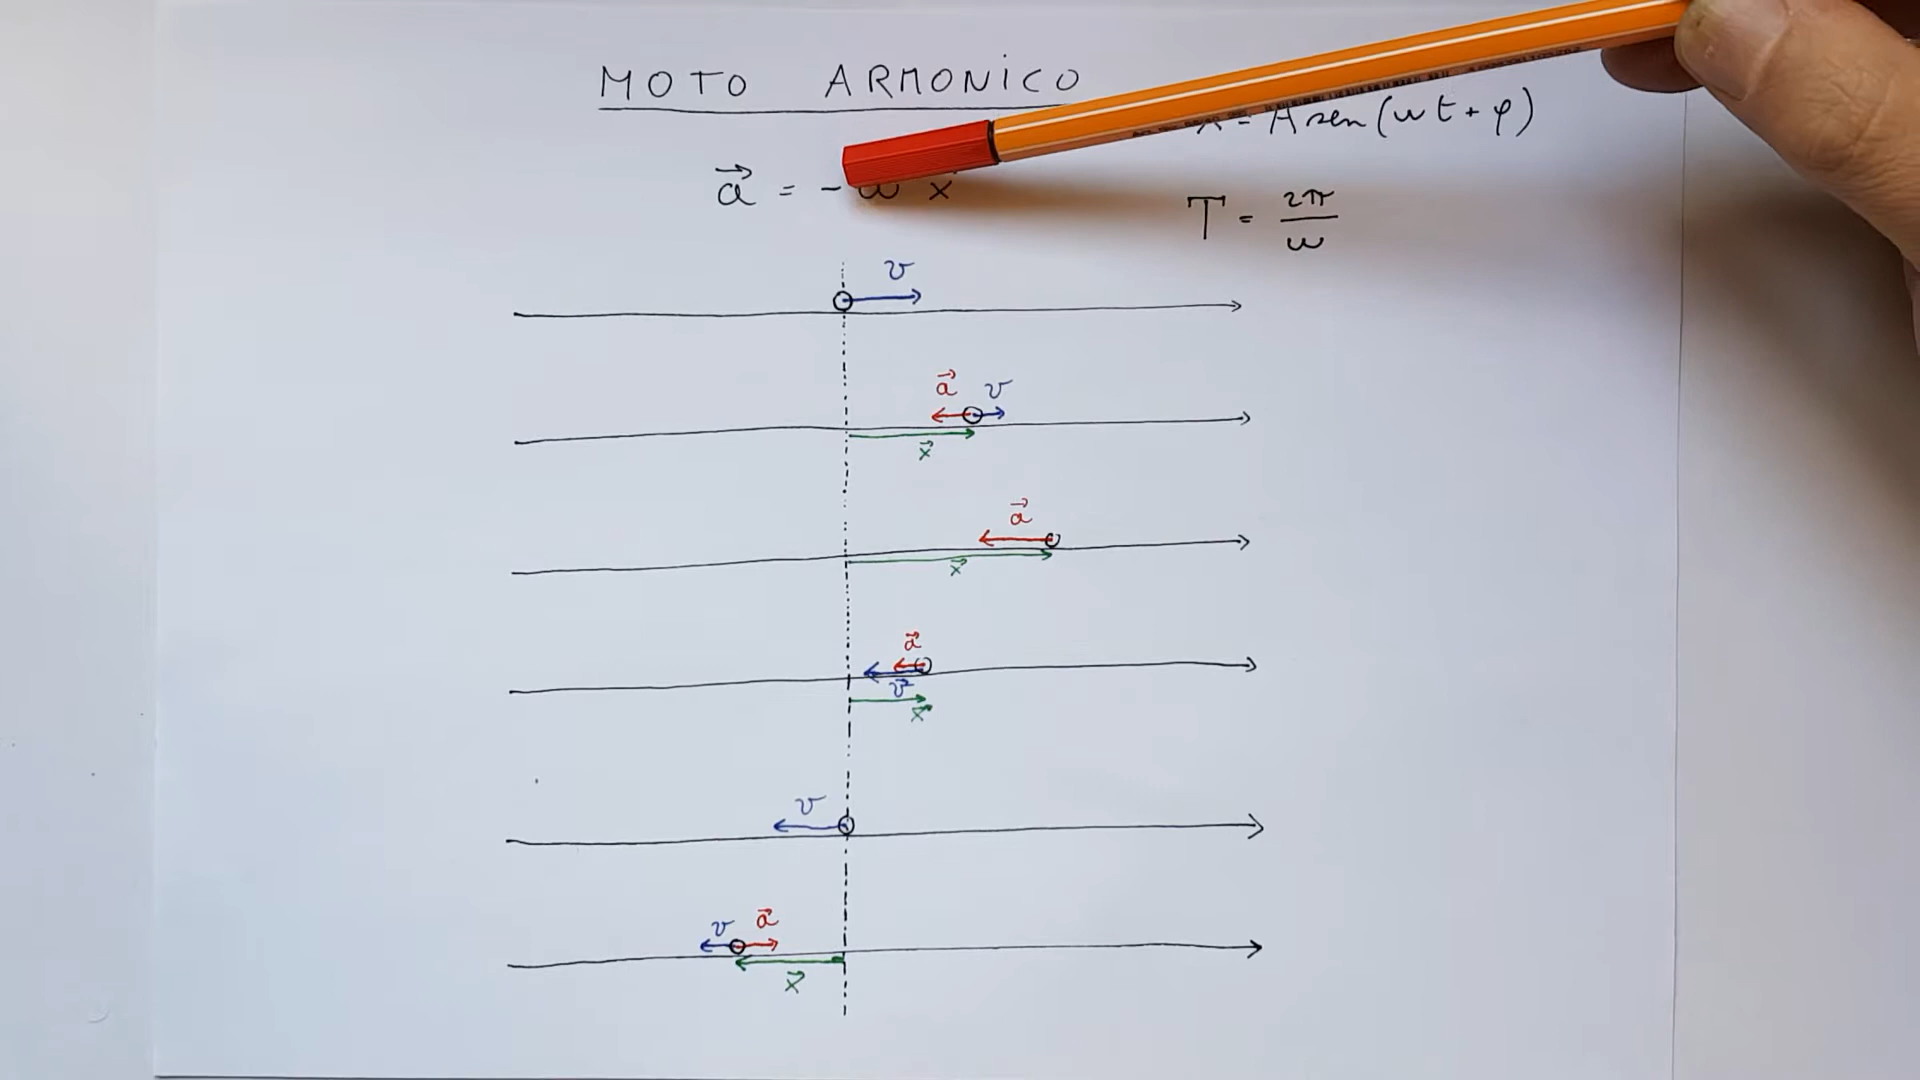 MOTO ARMONICO
= A sen(ωt + φ)
a⃗ = - ω x
T = 2π/ω
v
a⃗ v
x⃗
a⃗
x⃗
a⃗
v⃗
x⃗
v
v a⃗
x⃗